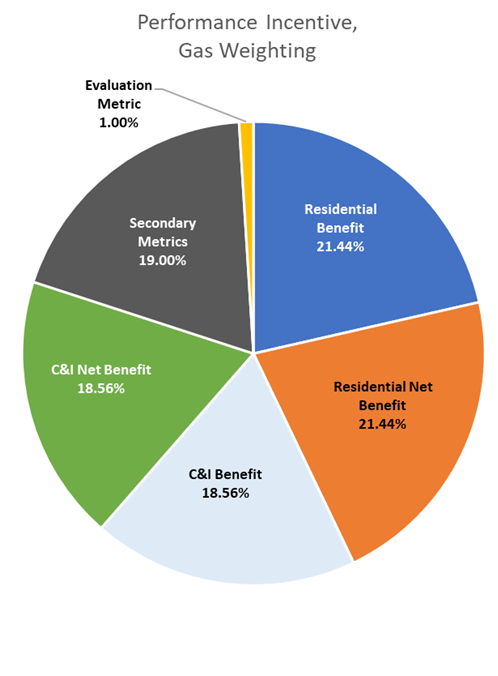 Performance Incentive,
Gas Weighting
Evaluation
Metric
1.00%
Residential
Benefit
21.44%
Secondary
Metrics
19.00%
C&I Net Benefit
18.56%
Residential Net
Benefit
21.44%
C&I Benefit
18.56%